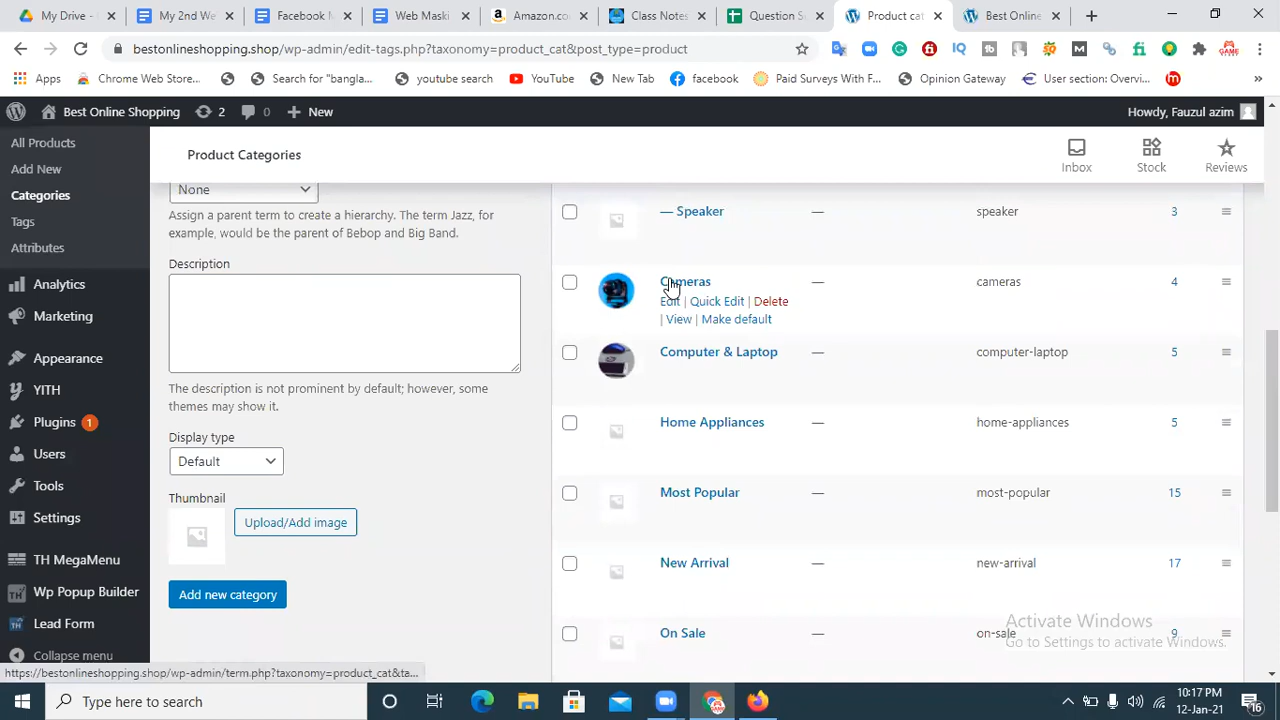 My Drive -
My 2nd We
Facebook M
Web Maski
Amazon.co
Class Notes
Question S
Product cat
Best Online
bestonlineshopping.shop/wp-admin/edit-tags.php?taxonomy=product_cat&post_type=product
Apps
Chrome Web Store...
Search for "bangla...
youtube search
YouTube
New Tab
facebook
Paid Surveys With F...
Opinion Gateway
User section: Overvi...
Best Online Shopping
2
0
New
Howdy, Fauzul azim
All Products
Add New
Categories
Tags
Attributes
Analytics
Marketing
Appearance
YITH
Plugins 1
Users
Tools
Settings
TH MegaMenu
Wp Popup Builder
Lead Form
Collapse menu
Product Categories
Inbox
Stock
Reviews
None
Assign a parent term to create a hierarchy. The term Jazz, for
example, would be the parent of Bebop and Big Band.
Description
The description is not prominent by default; however, some
themes may show it.
Display type
Default
Thumbnail
Upload/Add image
Add new category
— Speaker — speaker 3
Cameras — cameras 4
Edit | Quick Edit | Delete
| View | Make default
Computer & Laptop — computer-laptop 5
Home Appliances — home-appliances 5
Most Popular — most-popular 15
New Arrival — new-arrival 17
On Sale — on-sale 9
Activate Windows
Go to Settings to activate Windows.
https://bestonlineshopping.shop/wp-admin/term.php?taxonomy=product_cat&ta...
Type here to search
10:17 PM
12-Jan-21
16